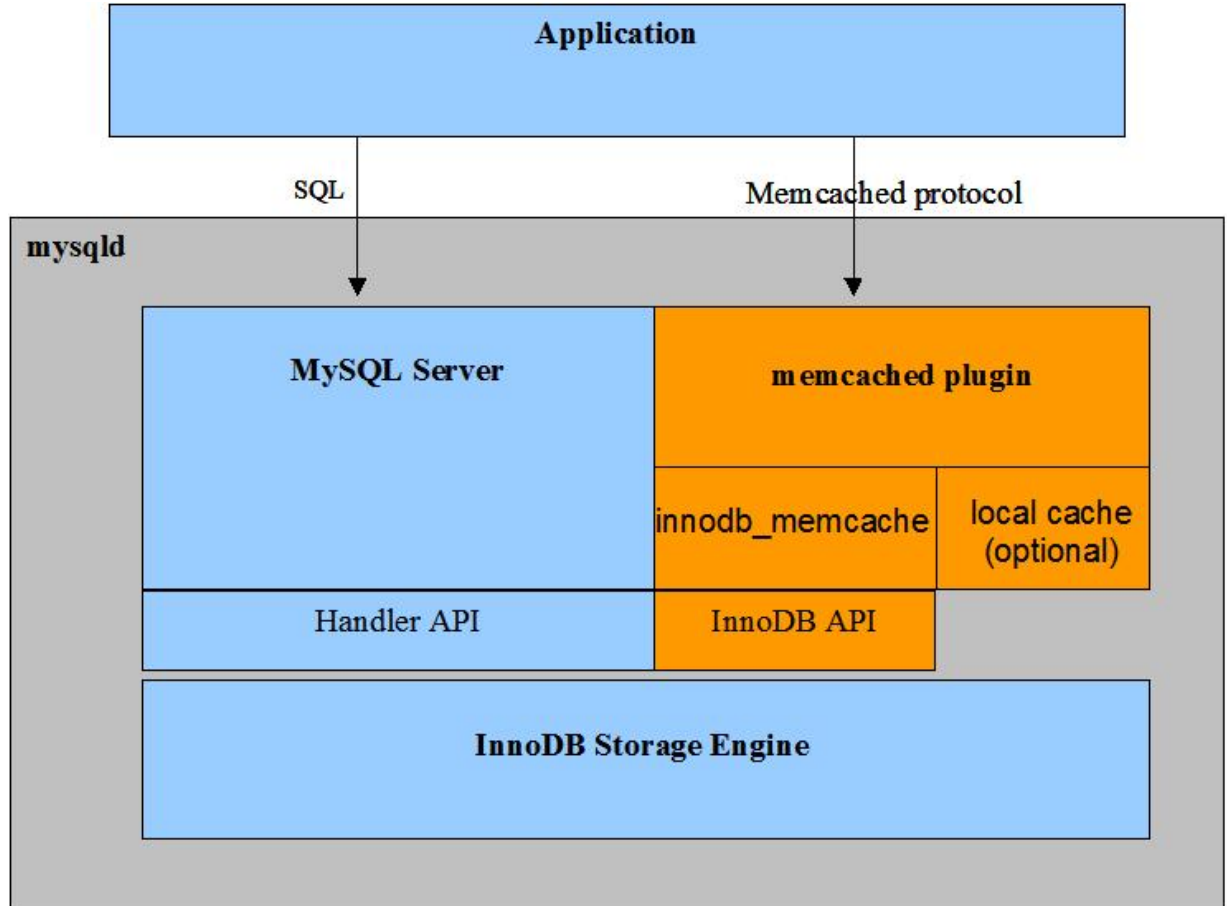 Application
SQL
Memcached protocol
mysqld
MySQL Server
memcached plugin
innodb_memcache
local cache
(optional)
Handler API
InnoDB API
InnoDB Storage Engine